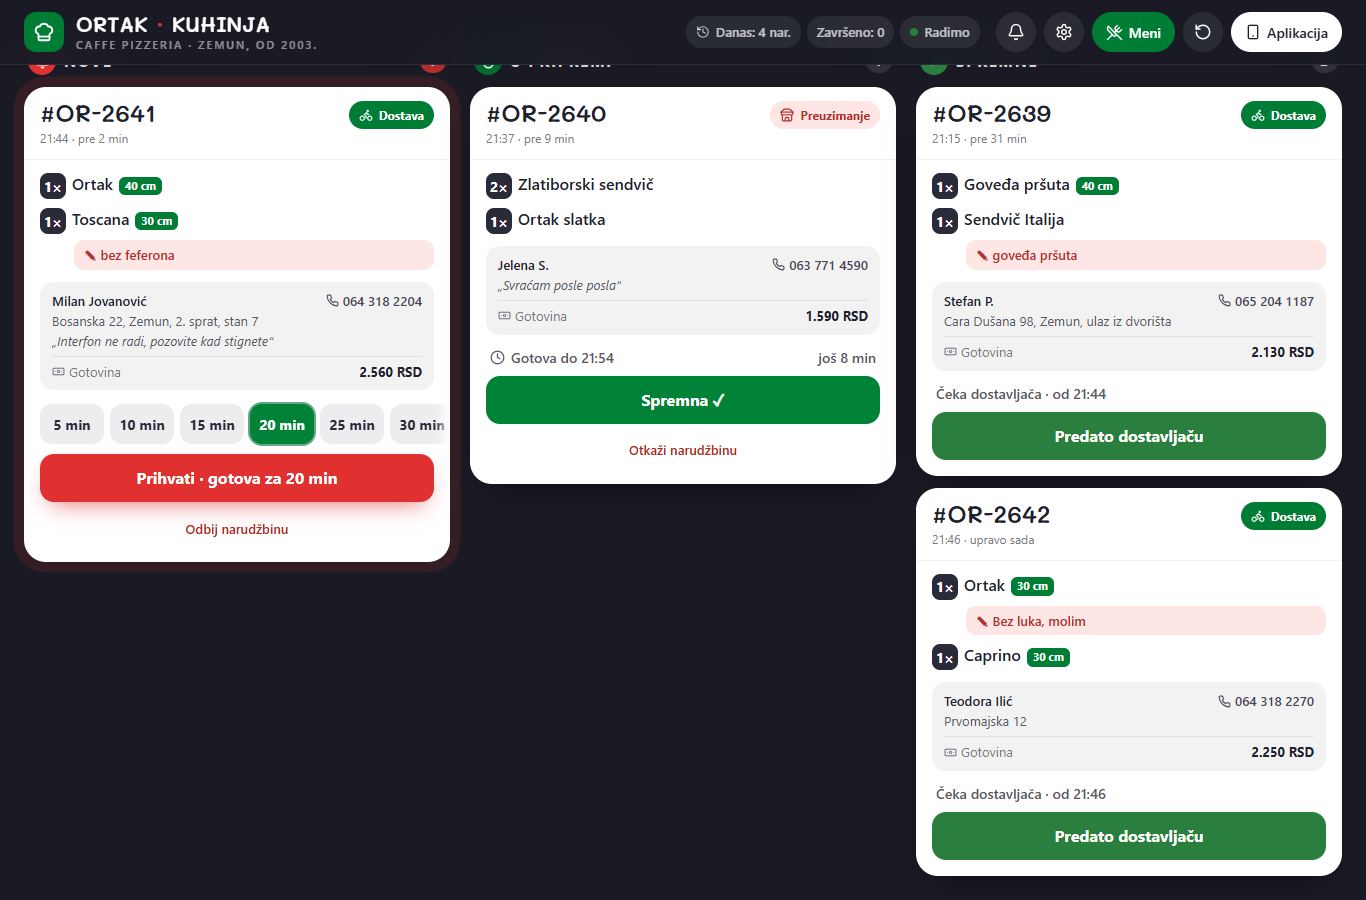 ORTAK · KUHINJA
CAFFE PIZZERIA · ZEMUN, OD 2003.
Danas: 4 nar.
Završeno: 0
Radimo
Meni
Aplikacija
#OR-2641
Dostava
21:44 · pre 2 min
1x Ortak 40 cm
1x Toscana 30 cm
bez feferona
Milan Jovanović
064 318 2204
Bosanska 22, Zemun, 2. sprat, stan 7
„Interfon ne radi, pozovite kad stignete“
Gotovina
2.560 RSD
5 min
10 min
15 min
20 min
25 min
30 min
Prihvati · gotova za 20 min
Odbij narudžbinu
#OR-2640
Preuzimanje
21:37 · pre 9 min
2x Zlatiborski sendvič
1x Ortak slatka
Jelena S.
063 771 4590
„Svraćam posle posla“
Gotovina
1.590 RSD
Gotova do 21:54
još 8 min
Spremna ✓
Otkaži narudžbinu
#OR-2639
Dostava
21:15 · pre 31 min
1x Goveđa pršuta 40 cm
1x Sendvič Italija
goveđa pršuta
Stefan P.
065 204 1187
Cara Dušana 98, Zemun, ulaz iz dvorišta
Gotovina
2.130 RSD
Čeka dostavljača · od 21:44
Predato dostavljaču
#OR-2642
Dostava
21:46 · upravo sada
1x Ortak 30 cm
Bez luka, molim
1x Caprino 30 cm
Teodora Ilić
064 318 2270
Prvomajska 12
Gotovina
2.250 RSD
Čeka dostavljača · od 21:46
Predato dostavljaču